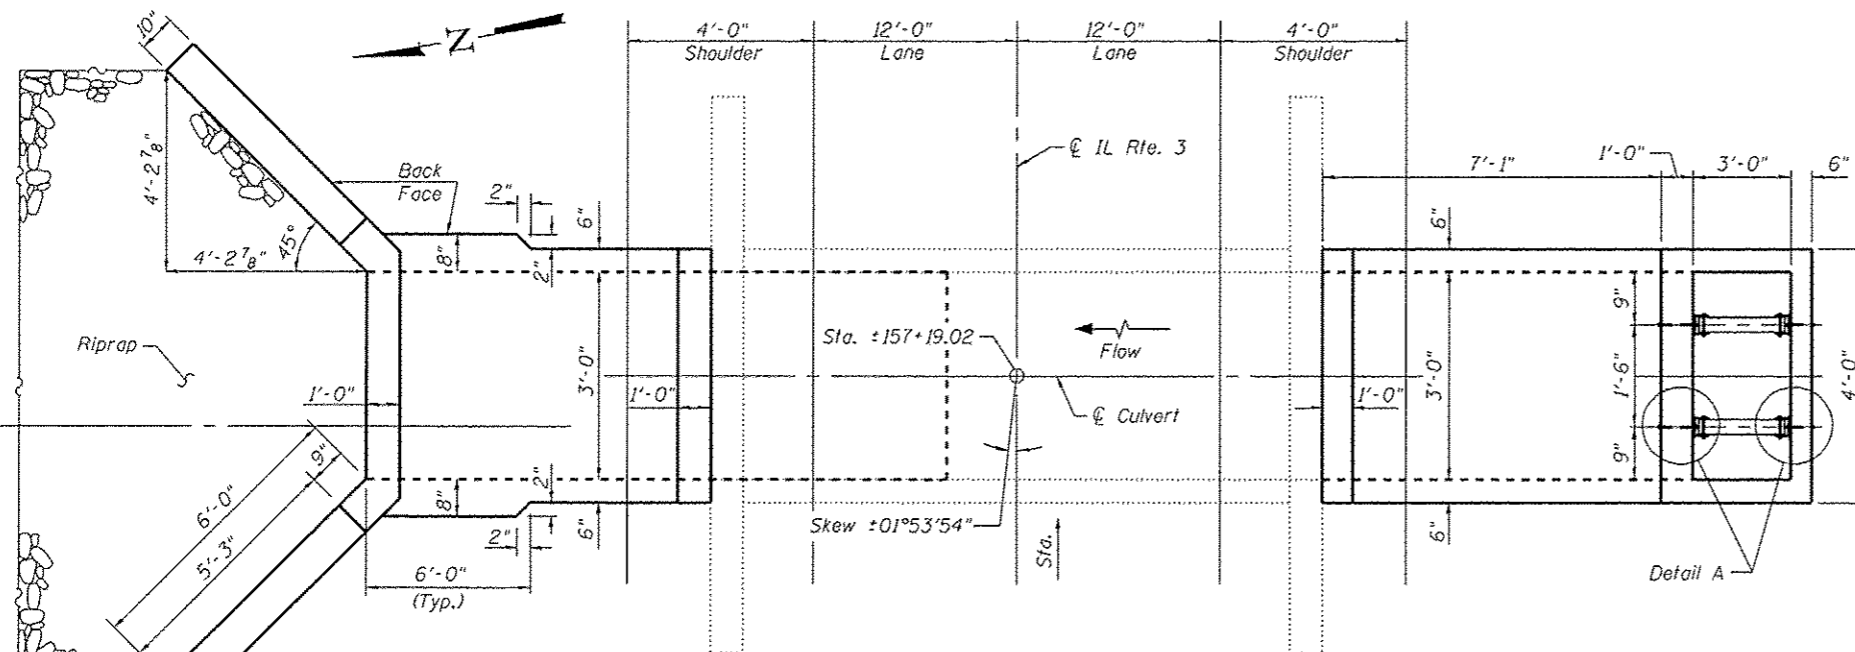 10"
Z
4'-0"
Shoulder
12'-0"
Lane
12'-0"
Lane
4'-0"
Shoulder
℄ IL Rte. 3
7'-1"
1'-0"
3'-0"
6"
4'-2 7/8"
Back
Face
2"
6"
6"
45°
4'-2 7/8"
8"
2"
9"
Riprap
Sta. ±157+19.02
Flow
3'-0"
3'-0"
1'-6"
4'-0"
1'-0"
1'-0"
℄ Culvert
1'-0"
9"
9"
6'-0"
5'-3"
8"
2"
2"
6"
Skew ±01°53'54"
Sta.
6"
6'-0"
(Typ.)
Detail A